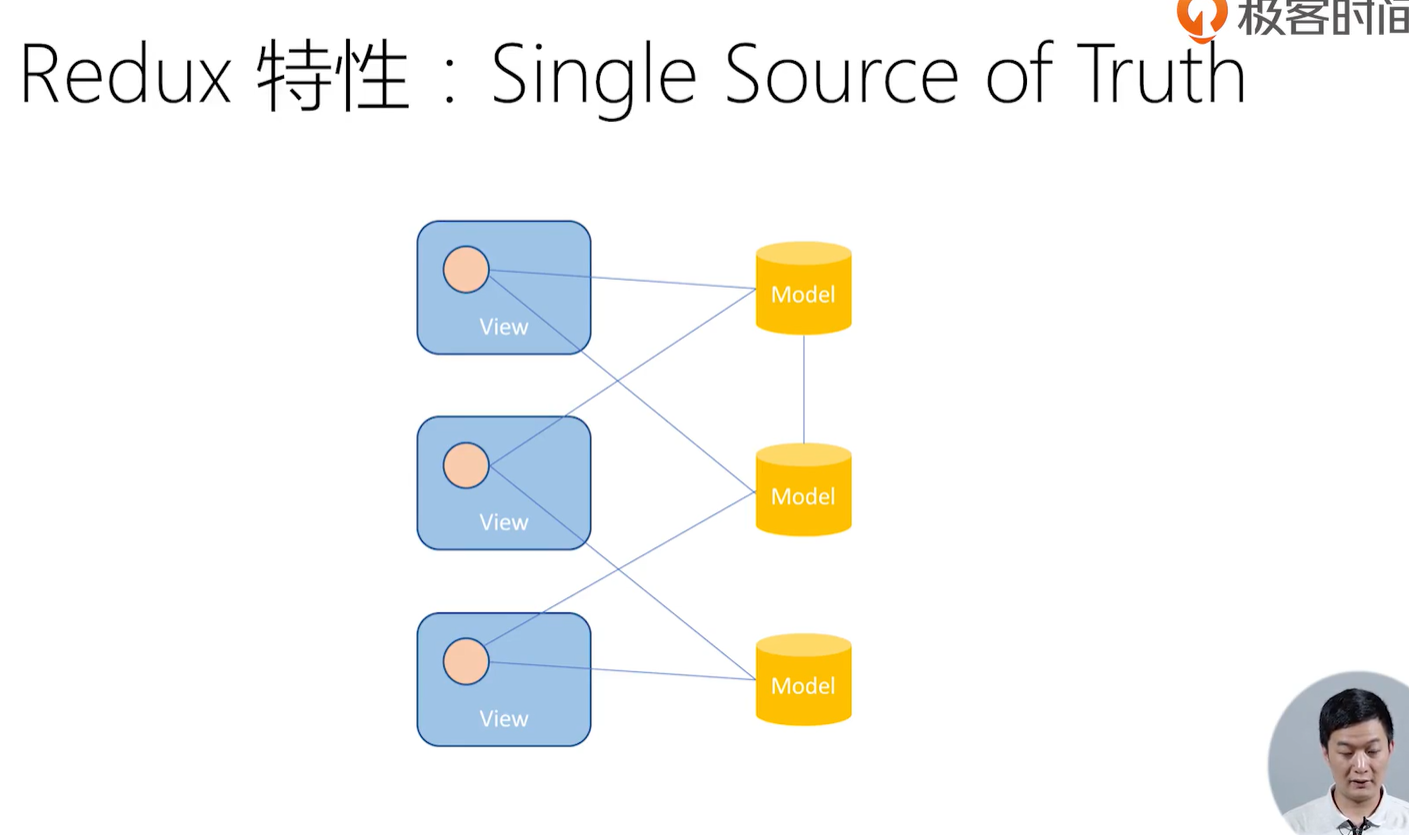 极客时间
Redux 特性：Single Source of Truth
View
Model
View
Model
View
Model